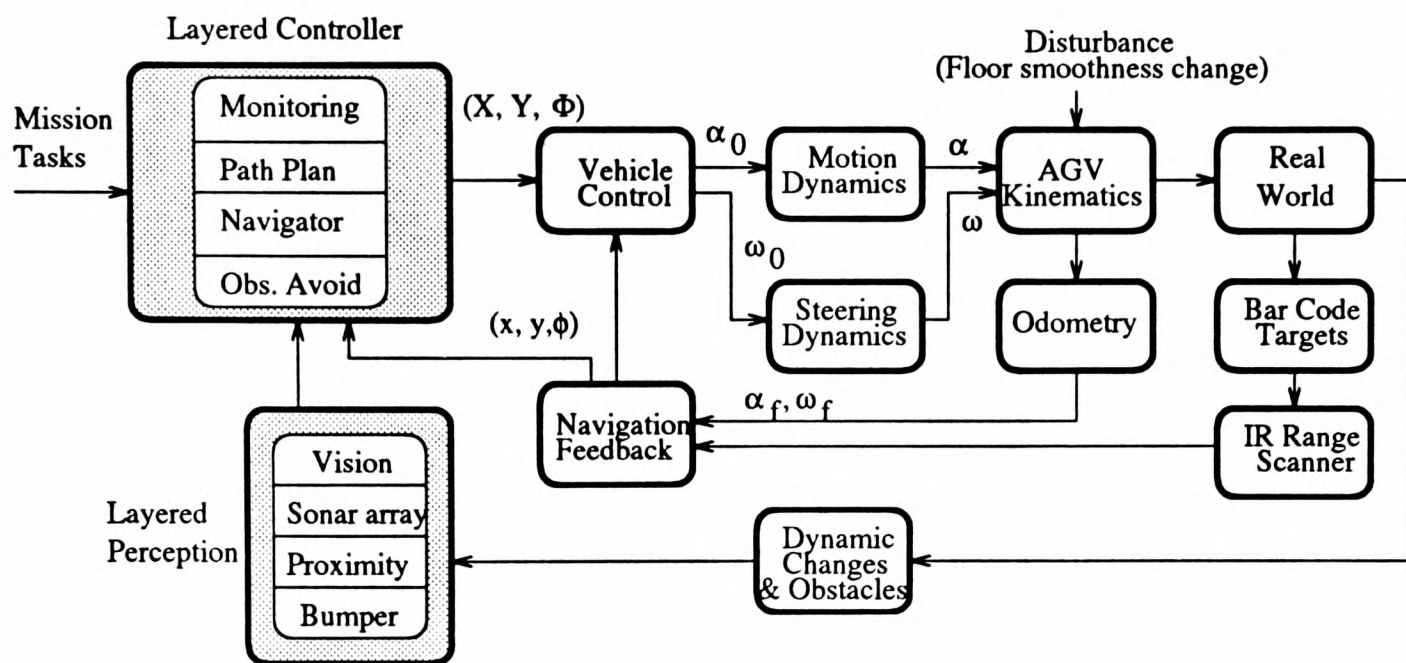 Layered Controller
Disturbance
(Floor smoothness change)
Mission
Tasks
Monitoring
Path Plan
Navigator
Obs. Avoid
(X, Y, Φ)
Vehicle
Control
α0
ω0
Motion
Dynamics
Steering
Dynamics
α
ω
AGV
Kinematics
Real
World
Odometry
Bar Code
Targets
(x, y,ϕ)
Navigation
Feedback
αf, ωf
IR Range
Scanner
Layered
Perception
Vision
Sonar array
Proximity
Bumper
Dynamic
Changes
& Obstacles